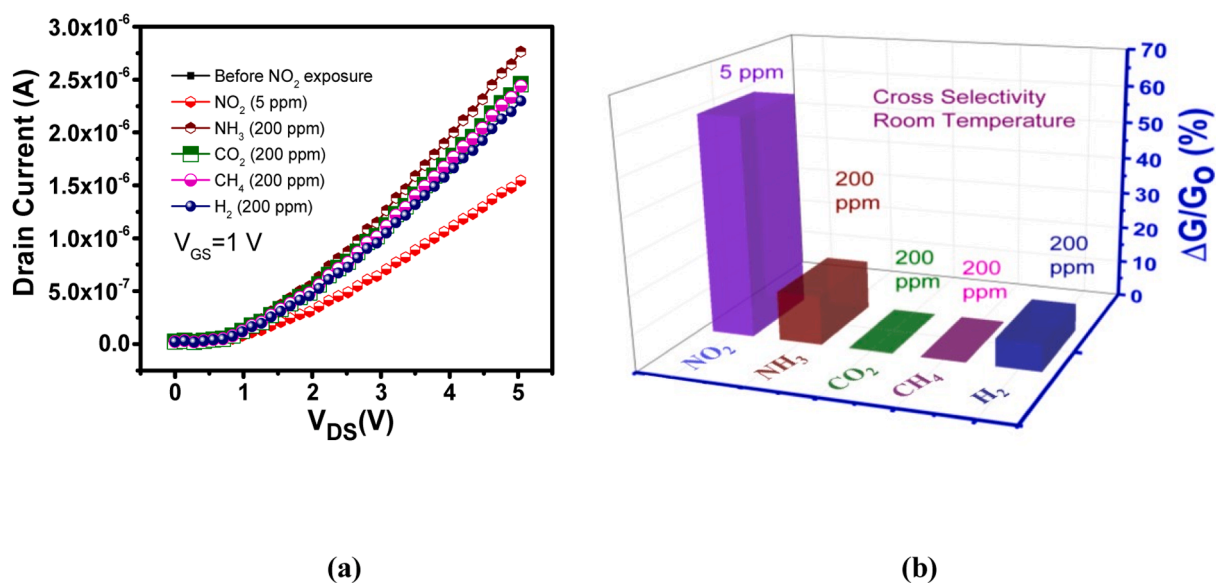 3.0x10-6
2.5x10-6
2.0x10-6
1.5x10-6
1.0x10-6
5.0x10-7
0.0
Drain Current (A)
Before NO2 exposure
NO2 (5 ppm)
NH3 (200 ppm)
CO2 (200 ppm)
CH4 (200 ppm)
H2 (200 ppm)
VGS=1 V
0 1 2 3 4 5
VDS(V)
(a)
5 ppm
Cross Selectivity
Room Temperature
200
ppm
200
ppm
200
ppm
200
ppm
NO2
NH3
CO2
CH4
H2
70
60
50
40
30
20
10
0
ΔG/GO (%)
(b)